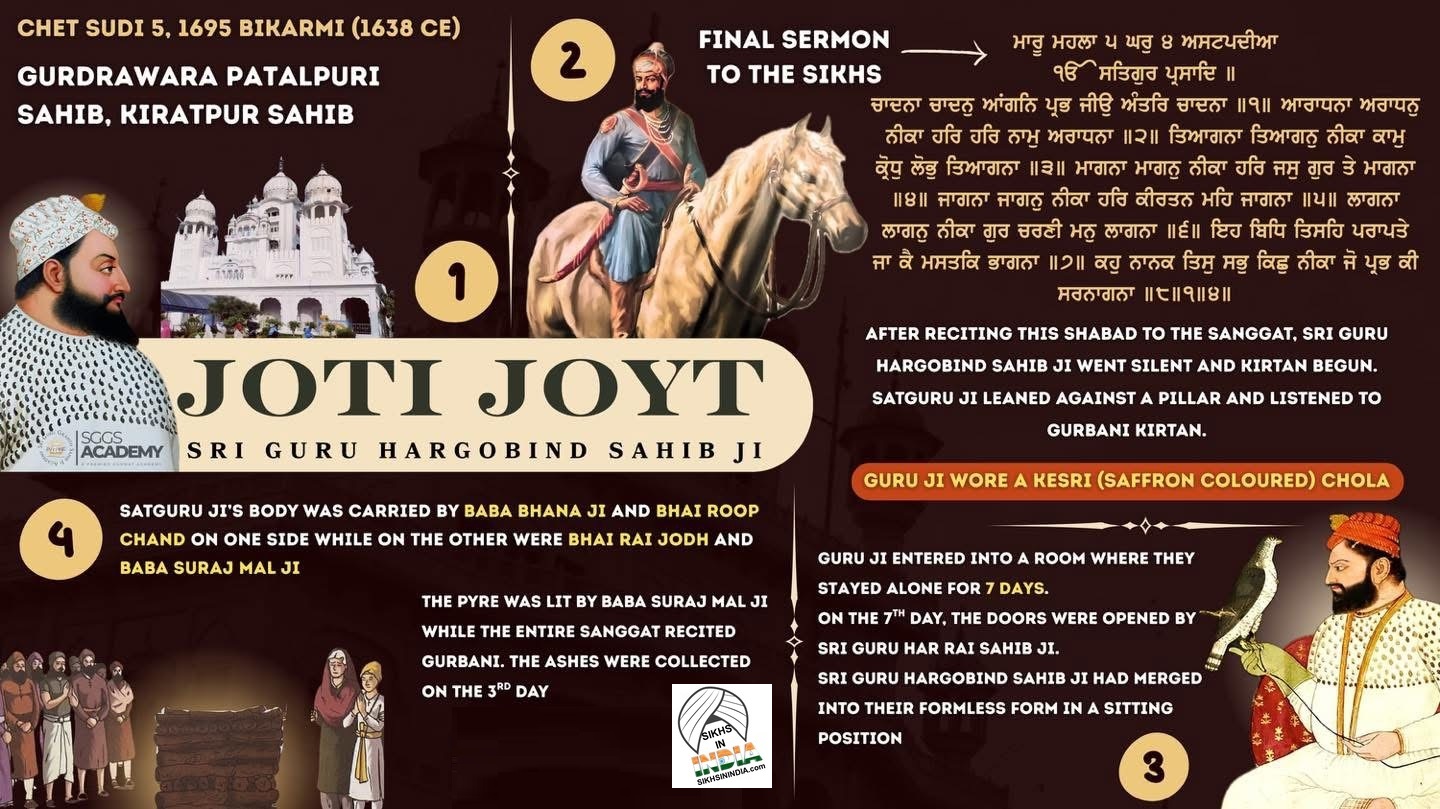 CHET SUDI 5, 1695 BIKARMI (1638 CE)
GURDRAWARA PATALPURI
SAHIB, KIRATPUR SAHIB
1
2
FINAL SERMON
TO THE SIKHS
ਮਾਰੂ ਮਹਲਾ ੫ ਘਰੁ ੪ ਅਸਟਪਦੀਆ
ੴ ਸਤਿਗੁਰ ਪ੍ਰਸਾਦਿ ॥
ਚਾਦਨਾ ਚਾਦਨੁ ਆਂਗਨਿ ਪ੍ਰਭ ਜੀਉ ਅੰਤਰਿ ਚਾਦਨਾ ॥੧॥ ਆਰਾਧਨਾ ਅਰਾਧਨੁ
ਨੀਕਾ ਹਰਿ ਹਰਿ ਨਾਮੁ ਅਰਾਧਨਾ ॥੨॥ ਤਿਆਗਨਾ ਤਿਆਗਨੁ ਨੀਕਾ ਕਾਮੁ
ਕ੍ਰੋਧੁ ਲੋਭੁ ਤਿਆਗਨਾ ॥੩॥ ਮਾਗਨਾ ਮਾਗਨੁ ਨੀਕਾ ਹਰਿ ਜਸੁ ਗੁਰ ਤੇ ਮਾਗਨਾ
॥੪॥ ਜਾਗਨਾ ਜਾਗਨੁ ਨੀਕਾ ਹਰਿ ਕੀਰਤਨ ਮਹਿ ਜਾਗਨਾ ॥੫॥ ਲਾਗਨਾ
ਲਾਗਨੁ ਨੀਕਾ ਗੁਰ ਚਰਣੀ ਮਨੁ ਲਾਗਨਾ ॥੬॥ ਇਹ ਬਿਧਿ ਤਿਸਹਿ ਪਰਾਪਤੇ
ਜਾ ਕੈ ਮਸਤਕਿ ਭਾਗਨਾ ॥੭॥ ਕਹੁ ਨਾਨਕ ਤਿਸੁ ਸਭੁ ਕਿਛੁ ਨੀਕਾ ਜੋ ਪ੍ਰਭ ਕੀ
ਸਰਨਾਗਨਾ ॥੮॥੧॥੪॥
AFTER RECITING THIS SHABAD TO THE SANGGAT, SRI GURU
HARGOBIND SAHIB JI WENT SILENT AND KIRTAN BEGUN.
SATGURU JI LEANED AGAINST A PILLAR AND LISTENED TO
GURBANI KIRTAN.
GURU JI WORE A KESRI (SAFFRON COLOURED) CHOLA
JOTI JOYT
SRI GURU HARGOBIND SAHIB JI
SGGS
ACADEMY
GURU JI ENTERED INTO A ROOM WHERE THEY
STAYED ALONE FOR 7 DAYS.
ON THE 7TH DAY, THE DOORS WERE OPENED BY
SRI GURU HAR RAI SAHIB JI.
SRI GURU HARGOBIND SAHIB JI HAD MERGED
INTO THEIR FORMLESS FORM IN A SITTING
POSITION
3
4
SATGURU JI'S BODY WAS CARRIED BY BABA BHANA JI AND BHAI ROOP
CHAND ON ONE SIDE WHILE ON THE OTHER WERE BHAI RAI JODH AND
BABA SURAJ MAL JI
THE PYRE WAS LIT BY BABA SURAJ MAL JI
WHILE THE ENTIRE SANGGAT RECITED
GURBANI. THE ASHES WERE COLLECTED
ON THE 3RD DAY
SIKHS
IN
INDIA
SIKHSININDIA.com